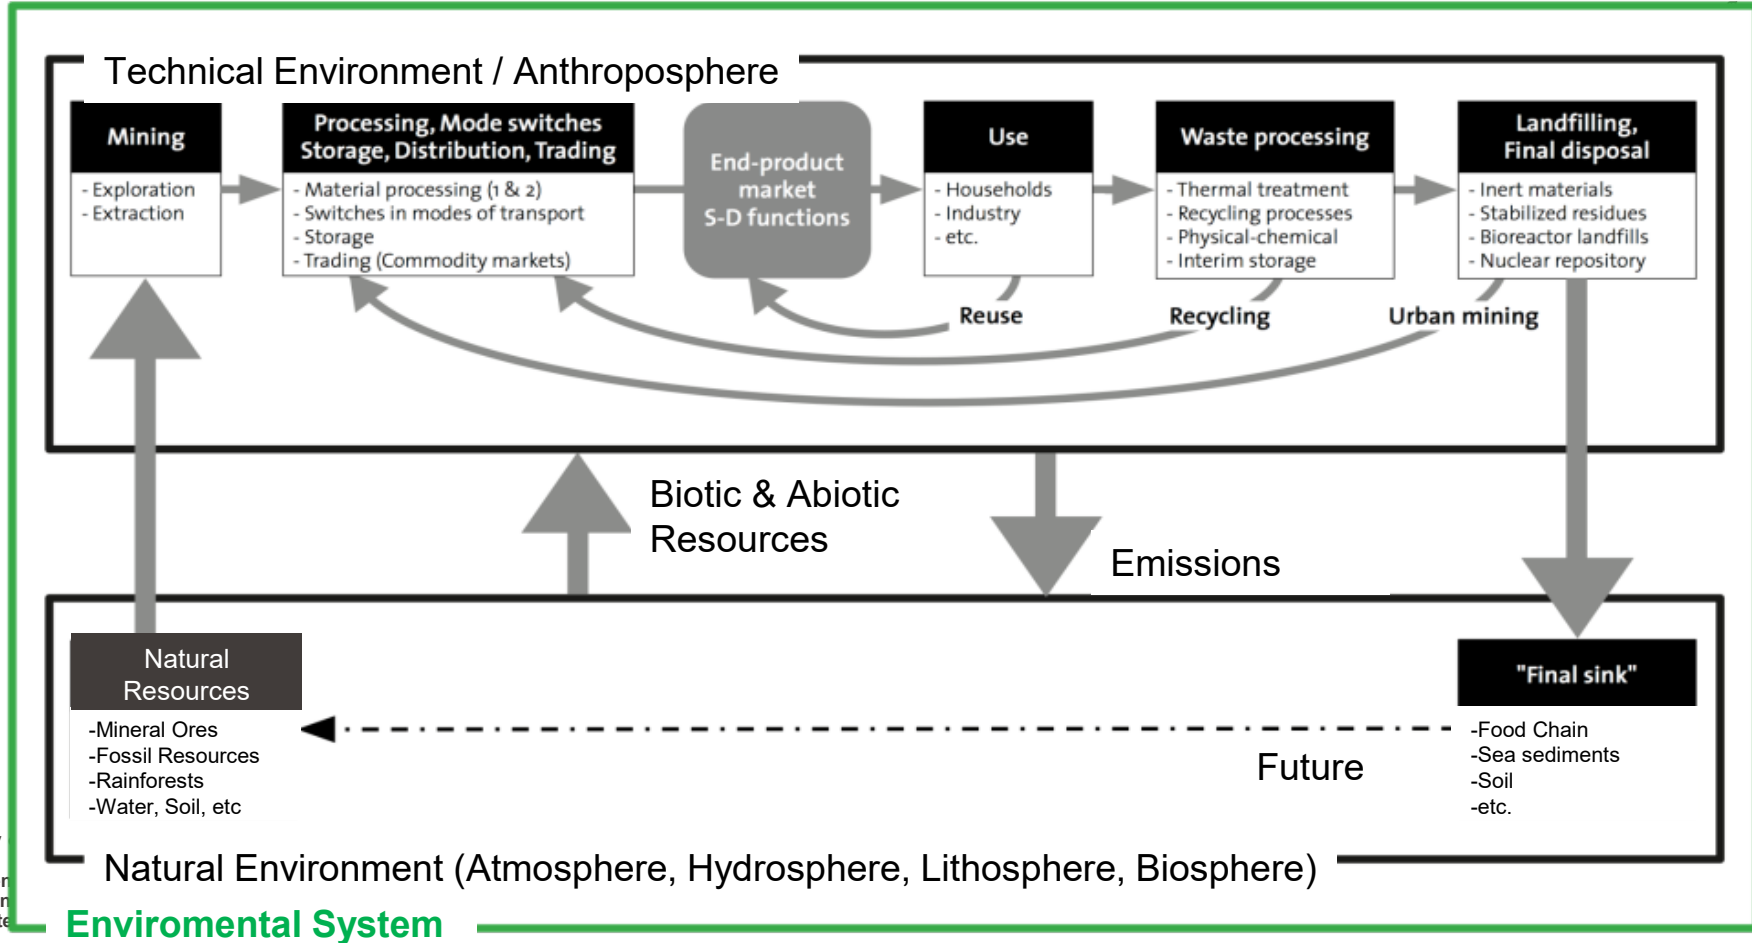 Technical Environment / Anthroposphere
Mining
- Exploration
- Extraction
Processing, Mode switches
Storage, Distribution, Trading
- Material processing (1 & 2)
- Switches in modes of transport
- Storage
- Trading (Commodity markets)
End-product
market
S-D functions
Use
- Households
- Industry
- etc.
Waste processing
- Thermal treatment
- Recycling processes
- Physical-chemical
- Interim storage
Landfilling,
Final disposal
- Inert materials
- Stabilized residues
- Bioreactor landfills
- Nuclear repository
Reuse
Recycling
Urban mining
Biotic & Abiotic
Resources
Emissions
Natural
Resources
-Mineral Ores
-Fossil Resources
-Rainforests
-Water, Soil, etc
"Final sink"
-Food Chain
-Sea sediments
-Soil
-etc.
Future
Natural Environment (Atmosphere, Hydrosphere, Lithosphere, Biosphere)
Enviromental System